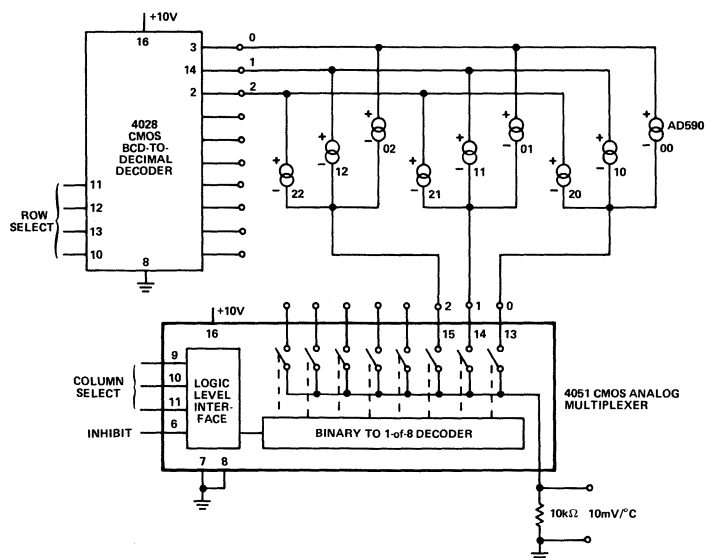 +10V
16
3 0
14 1
2 2
4028
CMOS
BCD-TO-
DECIMAL
DECODER
ROW
SELECT
11
12
13
10
8
+ − 22
+ − 12
+ − 02
+ − 21
+ − 11
+ − 01
+ − 20
+ − 10
+ − 00
AD590
+10V
16
2 1 0
15 14 13
COLUMN
SELECT
9
10
11
INHIBIT 6
LOGIC
LEVEL
INTER-
FACE
BINARY TO 1-of-8 DECODER
4051 CMOS ANALOG
MULTIPLEXER
7 8
10kΩ 10mV/°C